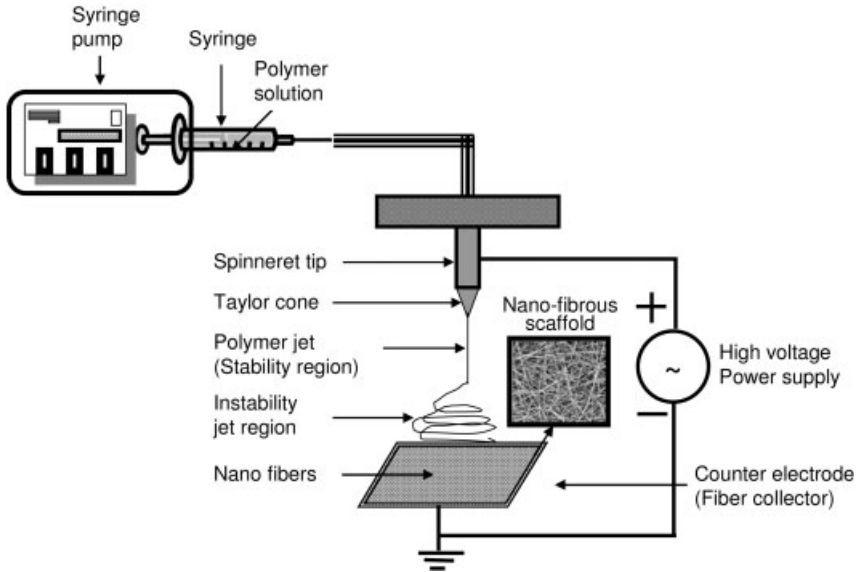 Syringe
pump
Syringe
Polymer
solution
Spinneret tip
Taylor cone
Nano-fibrous
scaffold
+
Polymer jet
(Stability region)
~
High voltage
Power supply
Instability
jet region
−
Nano fibers
Counter electrode
(Fiber collector)